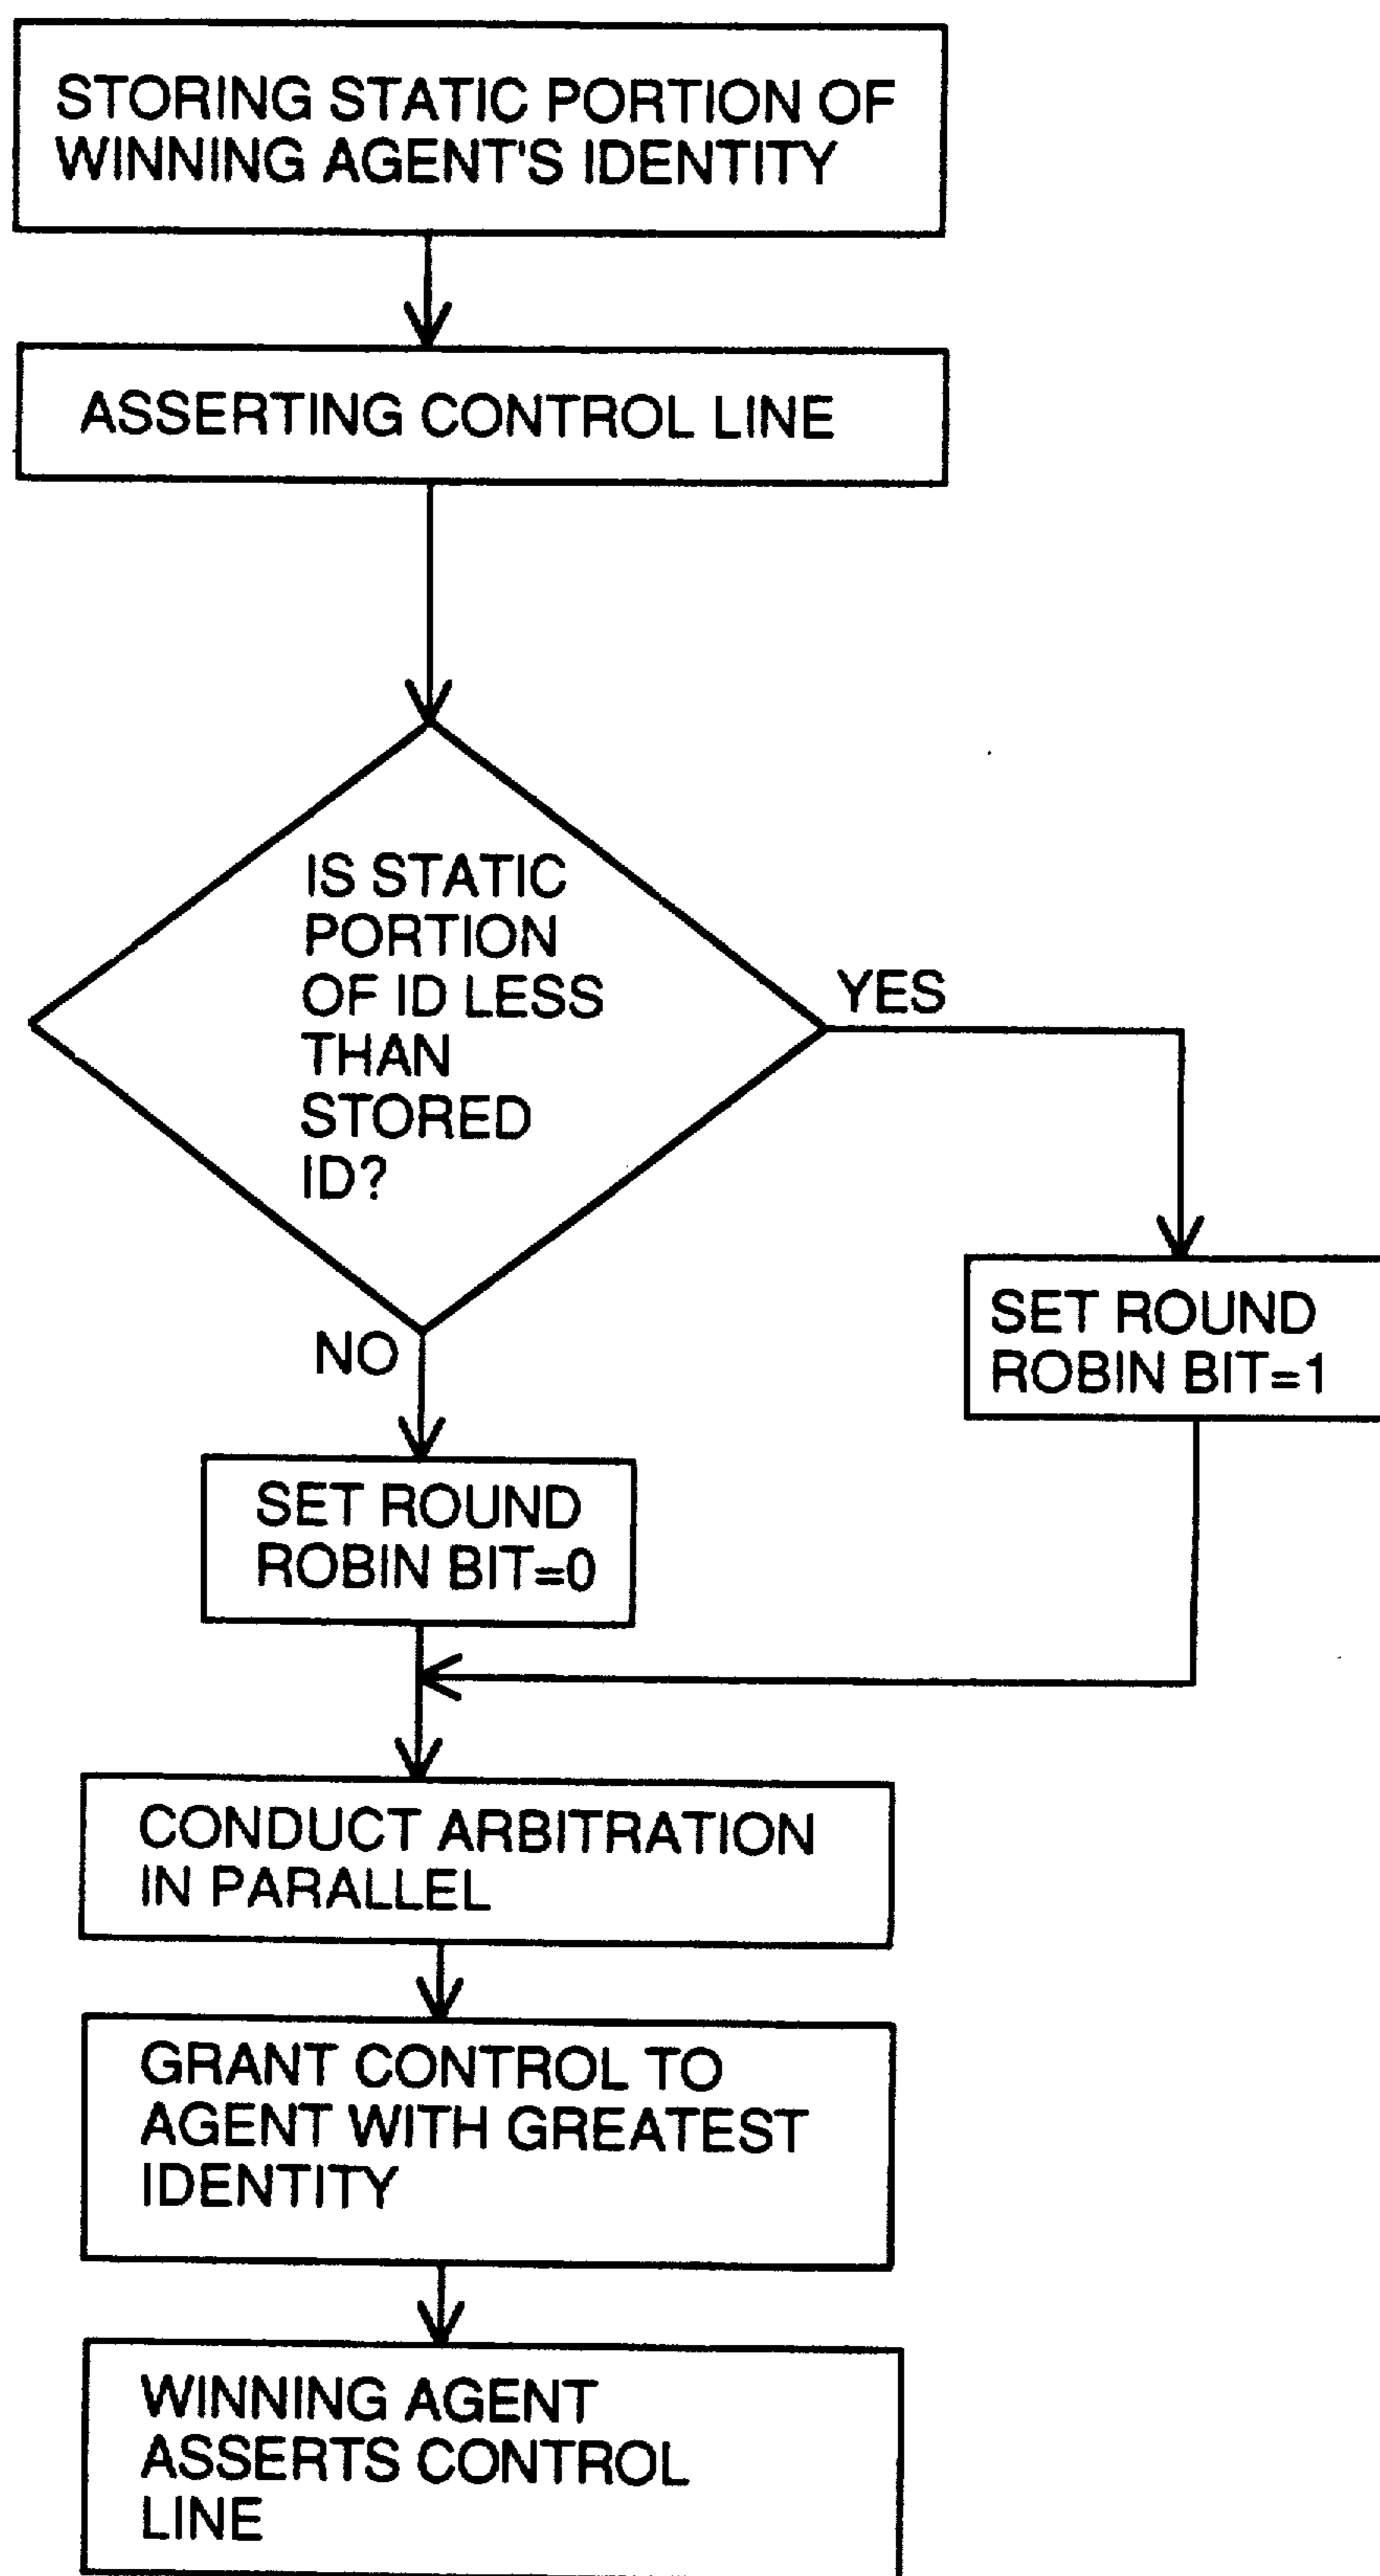 STORING STATIC PORTION OF
WINNING AGENT'S IDENTITY
ASSERTING CONTROL LINE
IS STATIC
PORTION
OF ID LESS
THAN
STORED
ID?
YES
SET ROUND
ROBIN BIT=1
NO
SET ROUND
ROBIN BIT=0
CONDUCT ARBITRATION
IN PARALLEL
GRANT CONTROL TO
AGENT WITH GREATEST
IDENTITY
WINNING AGENT
ASSERTS CONTROL
LINE